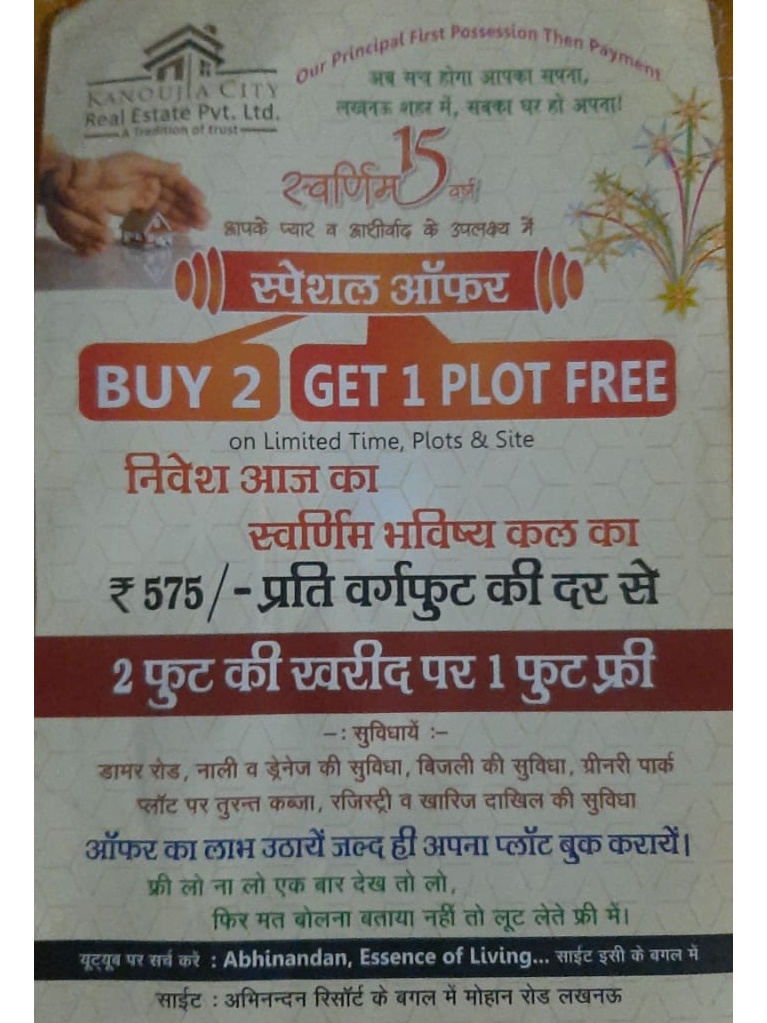 Our Principal First Possession Then Payment
KANOUJIA CITY
Real Estate Pvt. Ltd.
A Tradition of trust
अब सच होगा आपका सपना,
लखनऊ शहर में, सबका घर हो अपना!
स्वर्णिम 15 वर्ष
आपके प्यार व आशीर्वाद के उपलक्ष्य में
स्पेशल ऑफर
BUY 2 GET 1 PLOT FREE
on Limited Time, Plots & Site
निवेश आज का
स्वर्णिम भविष्य कल का
₹ 575/- प्रति वर्गफुट की दर से
2 फुट की खरीद पर 1 फुट फ्री
-: सुविधायें :-
डामर रोड, नाली व ड्रेनेज की सुविधा, बिजली की सुविधा, ग्रीनरी पार्क
प्लॉट पर तुरन्त कब्जा, रजिस्ट्री व खारिज दाखिल की सुविधा
ऑफर का लाभ उठायें जल्द ही अपना प्लॉट बुक करायें।
फ्री लो ना लो एक बार देख तो लो,
फिर मत बोलना बताया नहीं तो लूट लेते फ्री में।
यूट्यूब पर सर्च करे : Abhinandan, Essence of Living... साईट इसी के बगल में
साईट : अभिनन्दन रिसॉर्ट के बगल में मोहान रोड लखनऊ